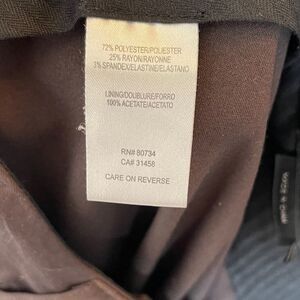 72% POLYESTER/POLIESTER
25% RAYON/RAYONNE
3% SPANDEX/ELASTINE/ELASTANO
LINING/DOUBLURE/FORRO
100% ACETATE/ACETATO
RN# 80734
CA# 31458
CARE ON REVERSE